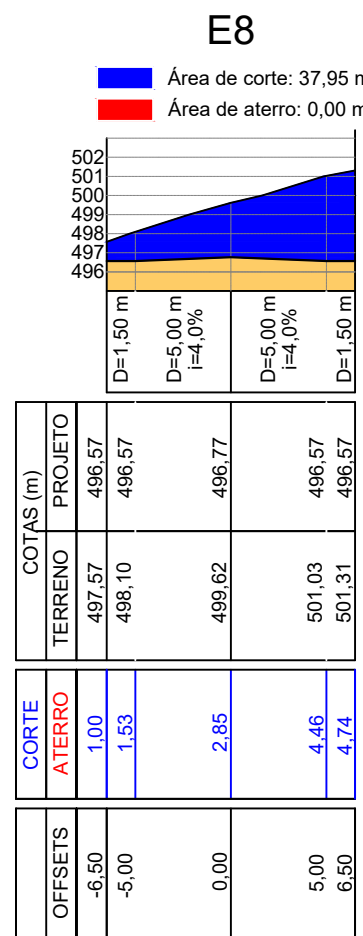 E8
Área de corte: 37,95 m
Área de aterro: 0,00 m
502
501
500
499
498
497
496
D=1,50 m
D=5,00 m
i=4,0%
D=5,00 m
i=4,0%
D=1,50 m
COTAS (m)
PROJETO
496,57
496,57
496,77
496,57
496,57
TERRENO
497,57
498,10
499,62
501,03
501,31
CORTE
ATERRO
1,00
1,53
2,85
4,46
4,74
OFFSETS
-6,50
-5,00
0,00
5,00
6,50